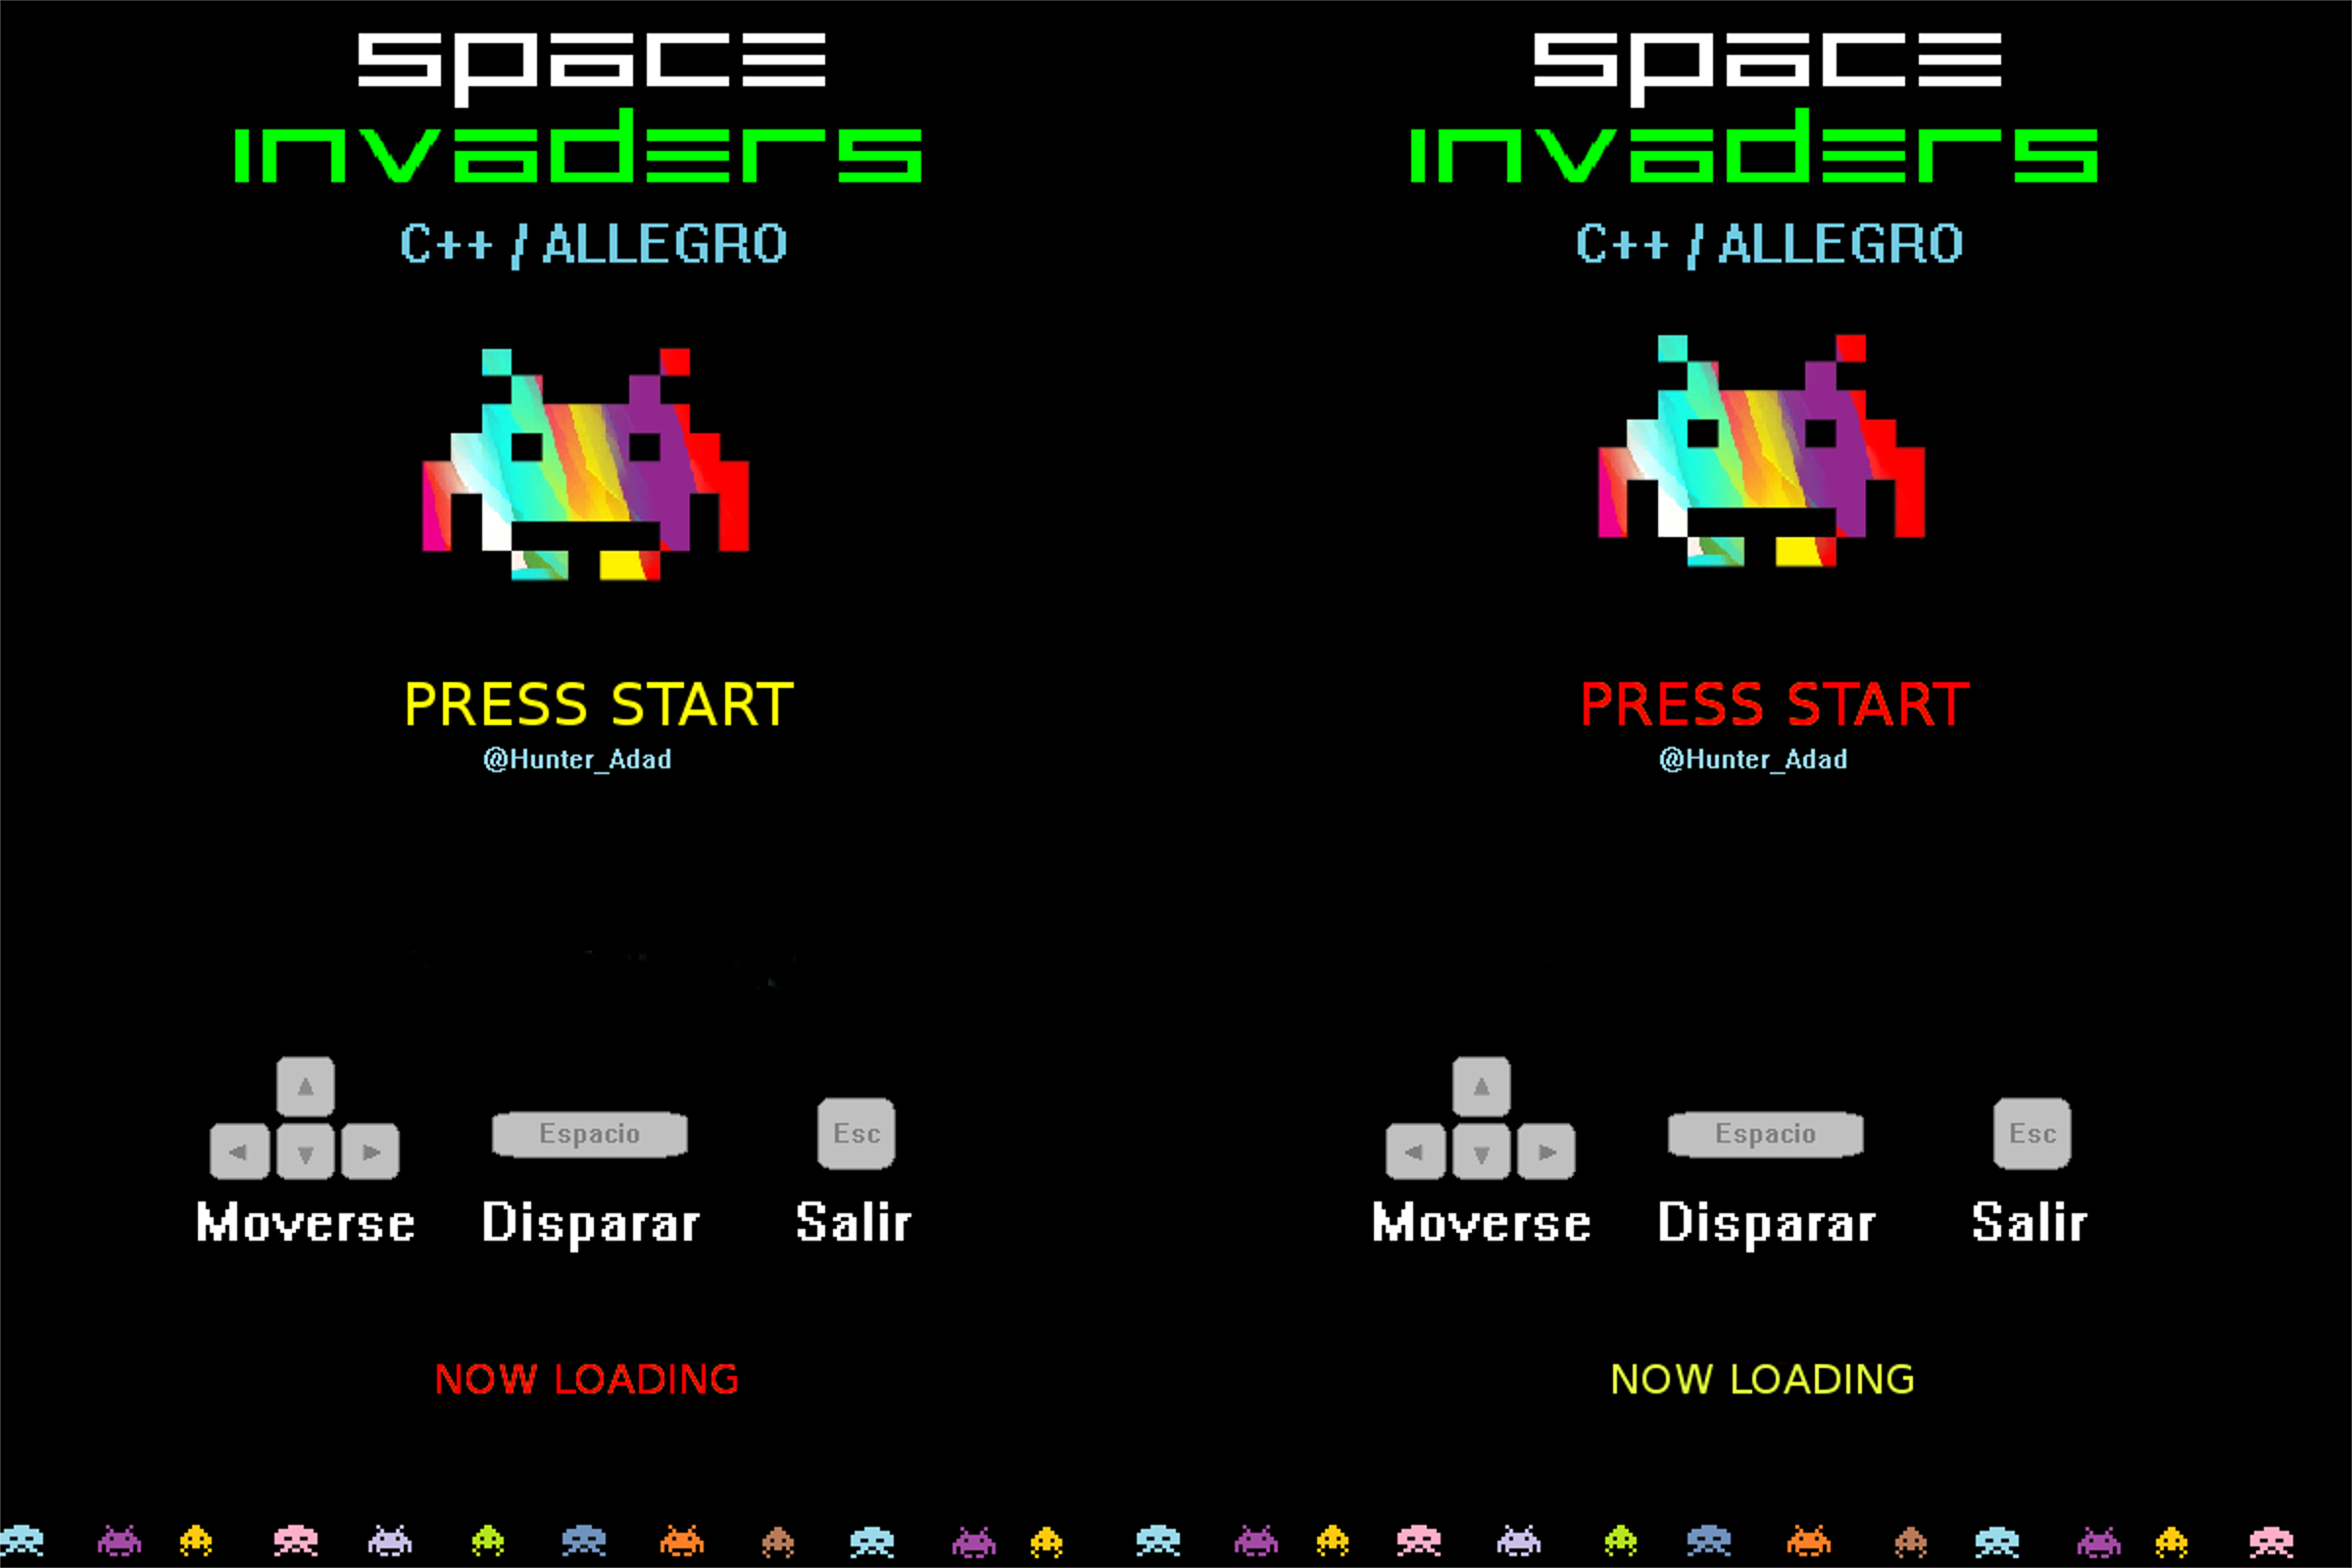 space
invaders
C++ / ALLEGRO
PRESS START
@Hunter_Adad
Espacio
Esc
Moverse Disparar Salir
NOW LOADING
space
invaders
C++ / ALLEGRO
PRESS START
@Hunter_Adad
Espacio
Esc
Moverse Disparar Salir
NOW LOADING